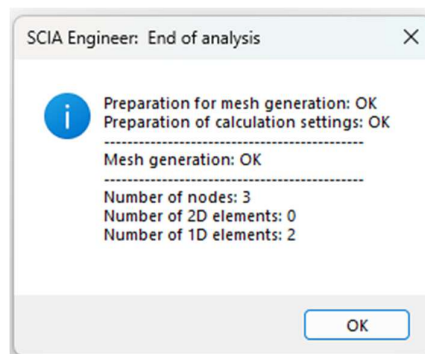 SCIA Engineer: End of analysis
Preparation for mesh generation: OK
Preparation of calculation settings: OK
--------------------------------------------
Mesh generation: OK
--------------------------------------------
Number of nodes: 3
Number of 2D elements: 0
Number of 1D elements: 2
OK